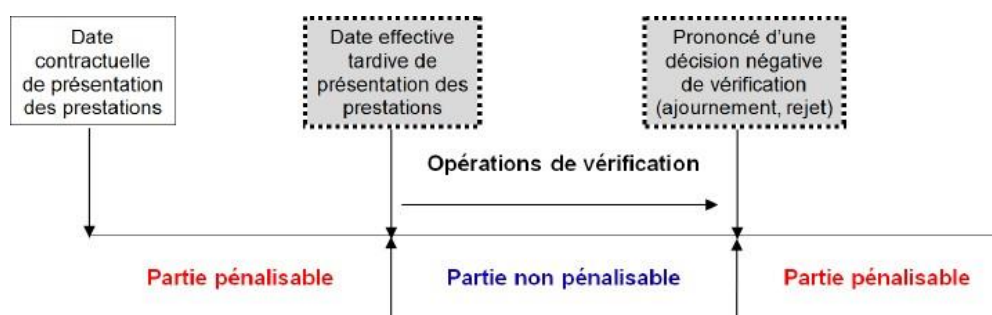 Date
contractuelle
de présentation
des prestations
Date effective
tardive de
présentation des
prestations
Prononcé d'une
décision négative
de vérification
(ajournement, rejet)
Opérations de vérification
Partie pénalisable
Partie non pénalisable
Partie pénalisable